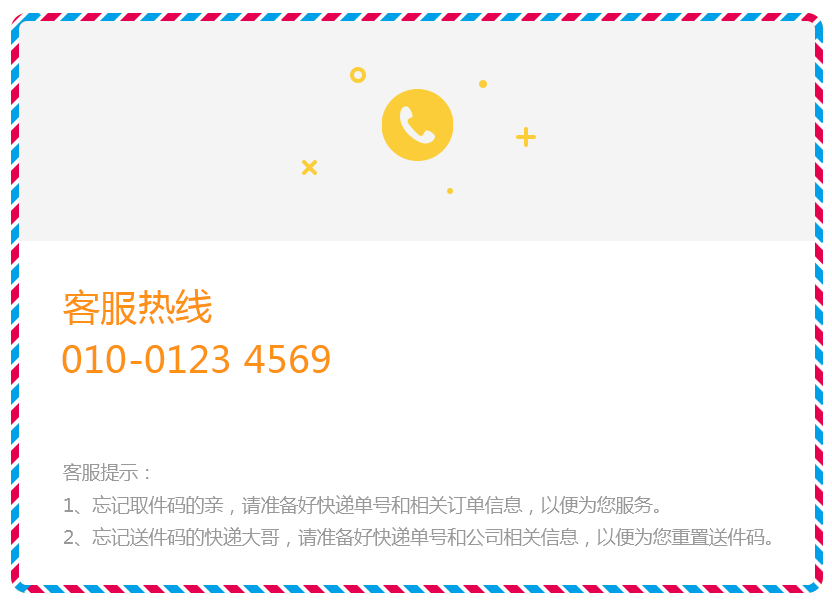 客服热线
010-0123 4569
客服提示：
1、忘记取件码的亲，请准备好快递单号和相关订单信息，以便为您服务。
2、忘记送件码的快递大哥，请准备好快递单号和公司相关信息，以便为您重置送件码。